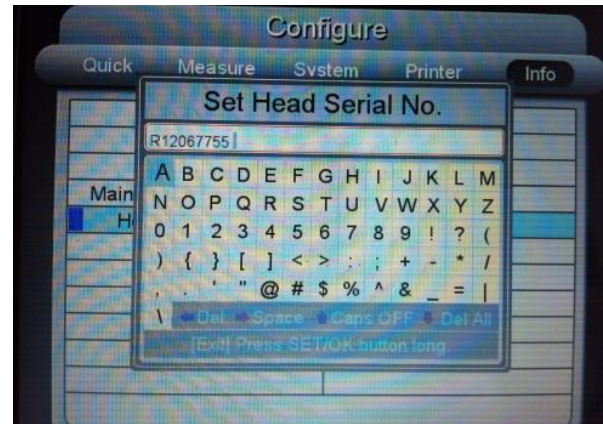 Configure
Quick Measure System Printer Info
Set Head Serial No.
R12067755
A B C D E F G H I J K L M
N O P Q R S T U V W X Y Z
0 1 2 3 4 5 6 7 8 9 ! ? (
) { } [ ] < > : ; + - * /
, . ' " @ # $ % ^ & _ = |
\ Del Space Caps OFF Del All
[Exit] Press SET/OK button long
Main
H